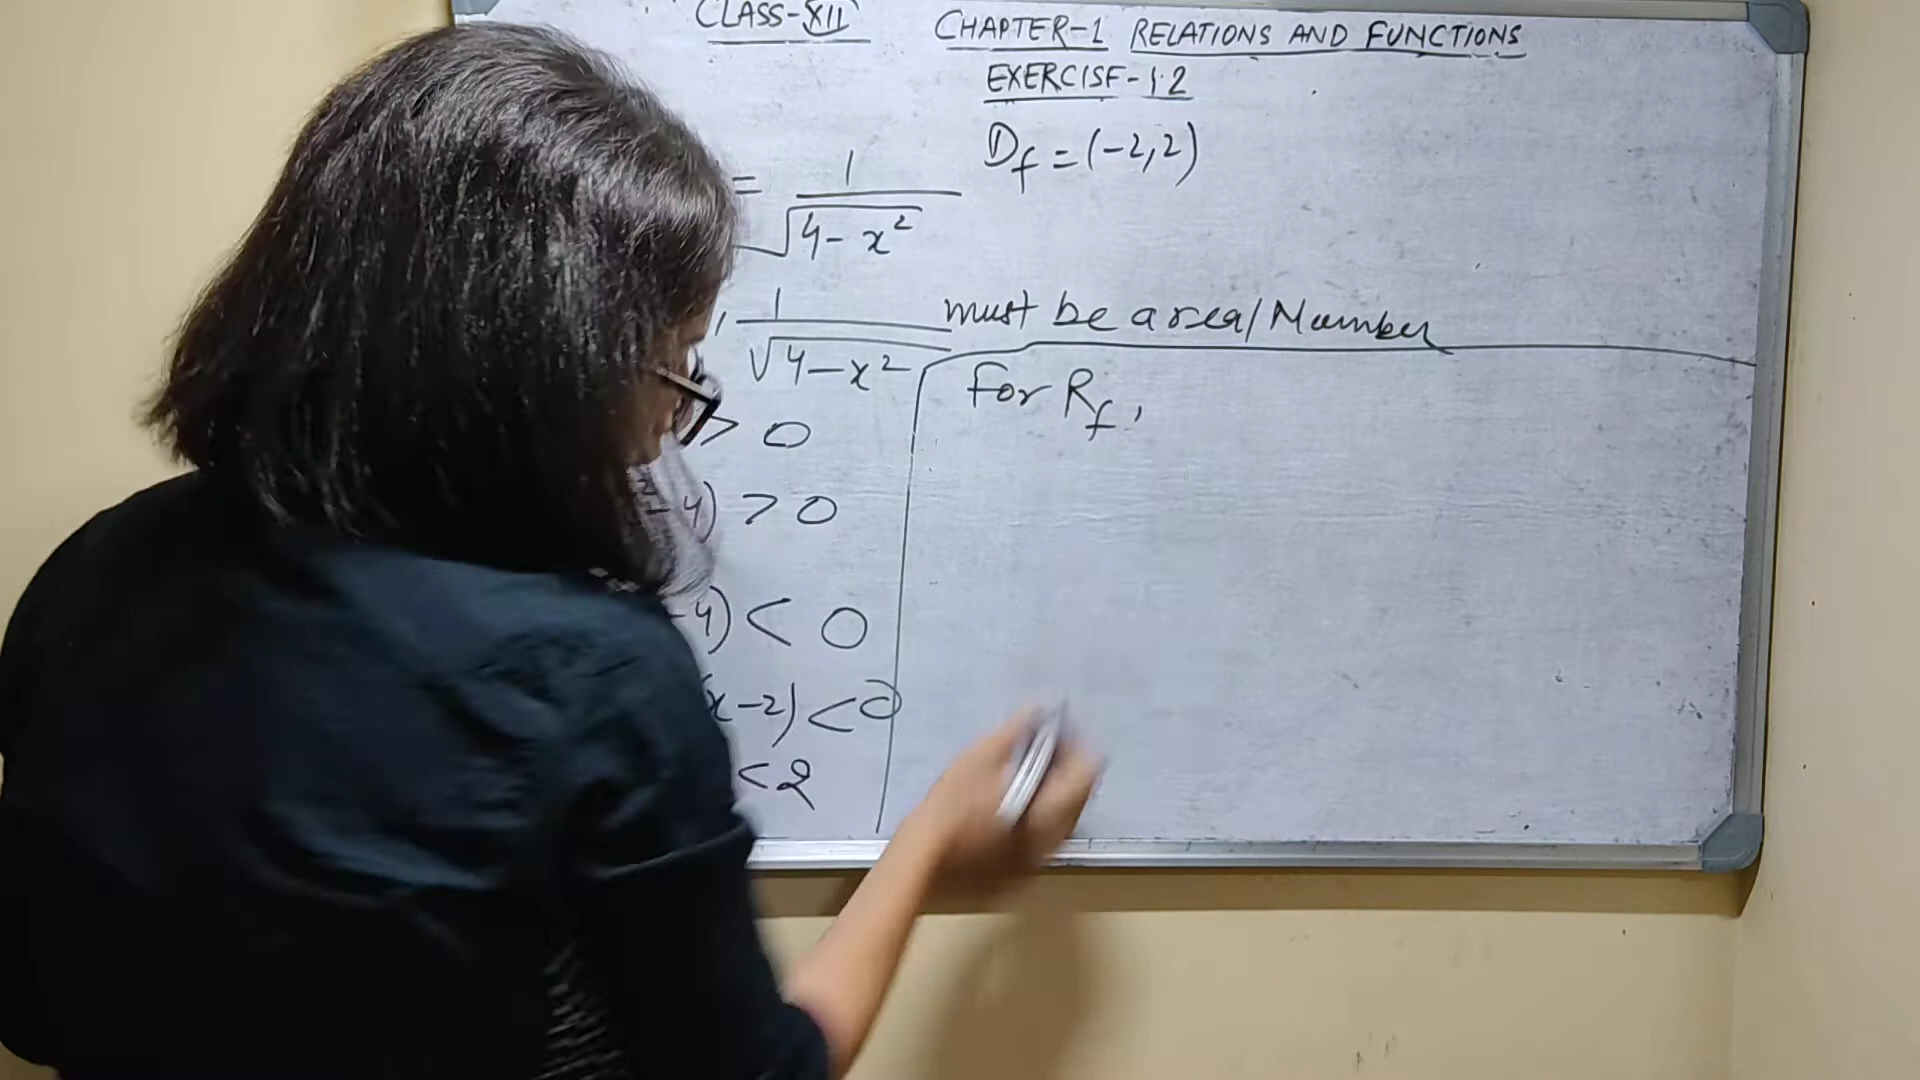 CLASS-XII CHAPTER-1 RELATIONS AND FUNCTIONS
EXERCISE-1.2
Df = (-2,2)
= 1/√4-x²
, 1/√4-x² must be a real Number
> 0
-4) > 0
-4) < 0
(x-2) < 0
< 2
For Rf,